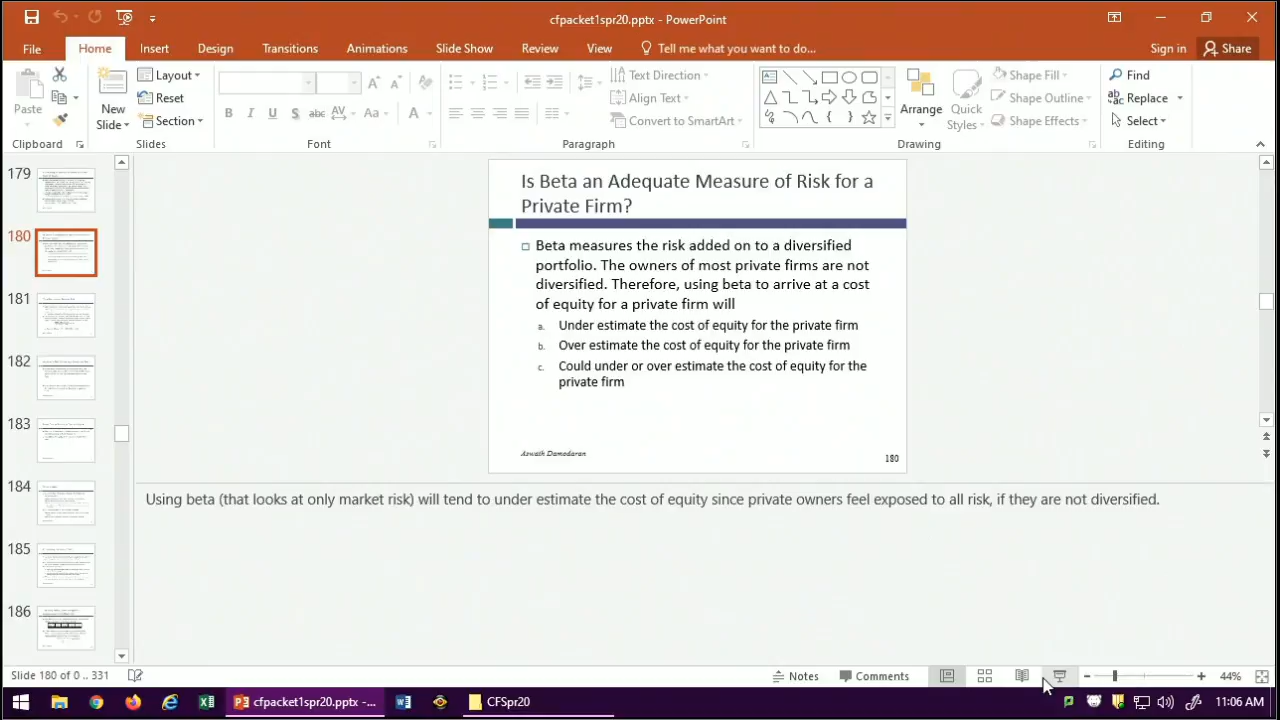 cfpacket1spr20.pptx - PowerPoint
File Home Insert Design Transitions Animations Slide Show Review View Tell me what you want to do... Sign in Share
Paste
Clipboard
New
Slide
Layout
Reset
Section
Slides
B I U S abc AV Aa A
Font
Text Direction
Align Text
Convert to SmartArt
Paragraph
Arrange
Quick
Styles
Shape Fill
Shape Outline
Shape Effects
Drawing
Find
Replace
Select
Editing
179
180
181
182
183
184
185
186
Is Beta an Adequate Measure of Risk for a
Private Firm?
Beta measures the risk added on to a diversified
portfolio. The owners of most private firms are not
diversified. Therefore, using beta to arrive at a cost
of equity for a private firm will
a. Under estimate the cost of equity for the private firm
b. Over estimate the cost of equity for the private firm
c. Could under or over estimate the cost of equity for the
private firm
Aswath Damodaran
180
Using beta(that looks at only market risk) will tend to under estimate the cost of equity since private owners feel exposed to all risk, if they are not diversified.
Slide 180 of 0 .. 331
Notes
Comments
44%
cfpacket1spr20.pptx -...
CFSpr20
11:06 AM